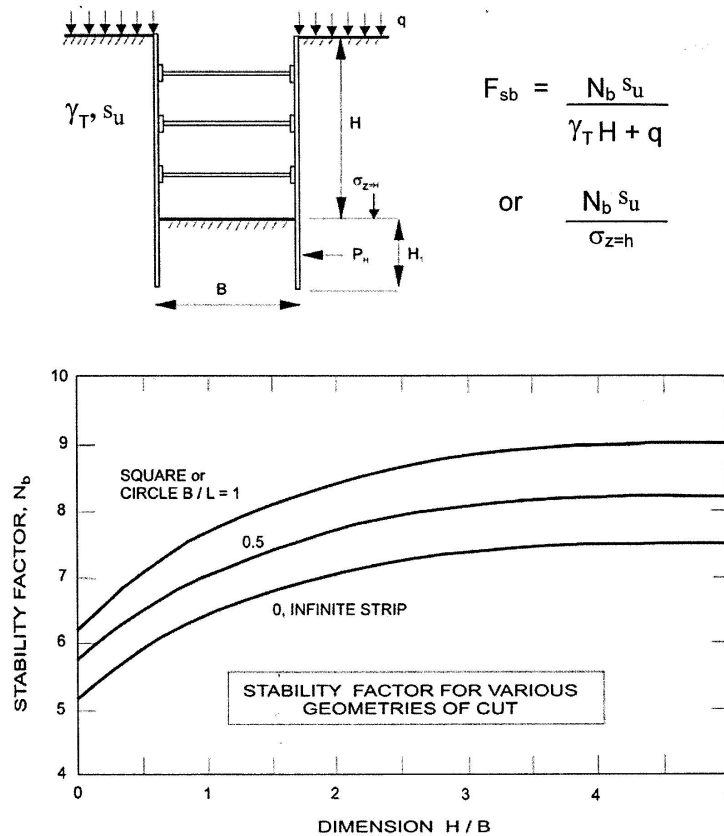 q
γT, su
H
σz=H
PH
H1
B
Fsb = Nb su
γT H + q
or Nb su
σz=h
10
9
8
7
6
5
4
STABILITY FACTOR, Nb
SQUARE or
CIRCLE B / L = 1
0.5
0, INFINITE STRIP
STABILITY FACTOR FOR VARIOUS
GEOMETRIES OF CUT
0 1 2 3 4
DIMENSION H / B